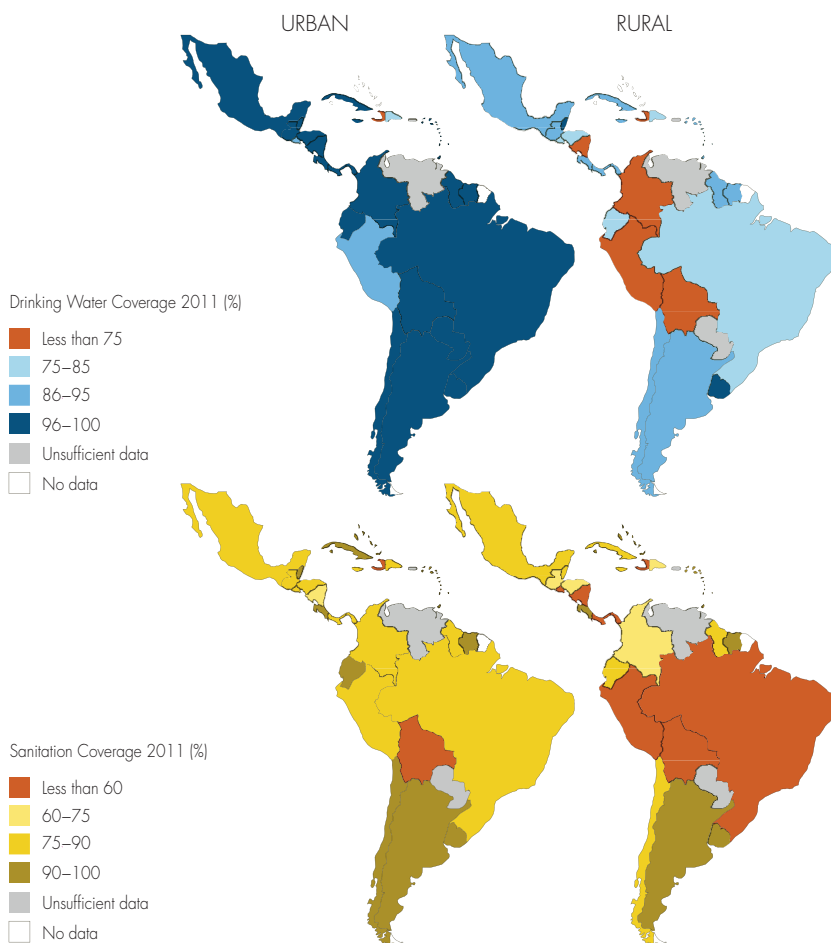 URBAN
RURAL
Drinking Water Coverage 2011 (%)
Less than 75
75–85
86–95
96–100
Unsufficient data
No data
Sanitation Coverage 2011 (%)
Less than 60
60–75
75–90
90–100
Unsufficient data
No data